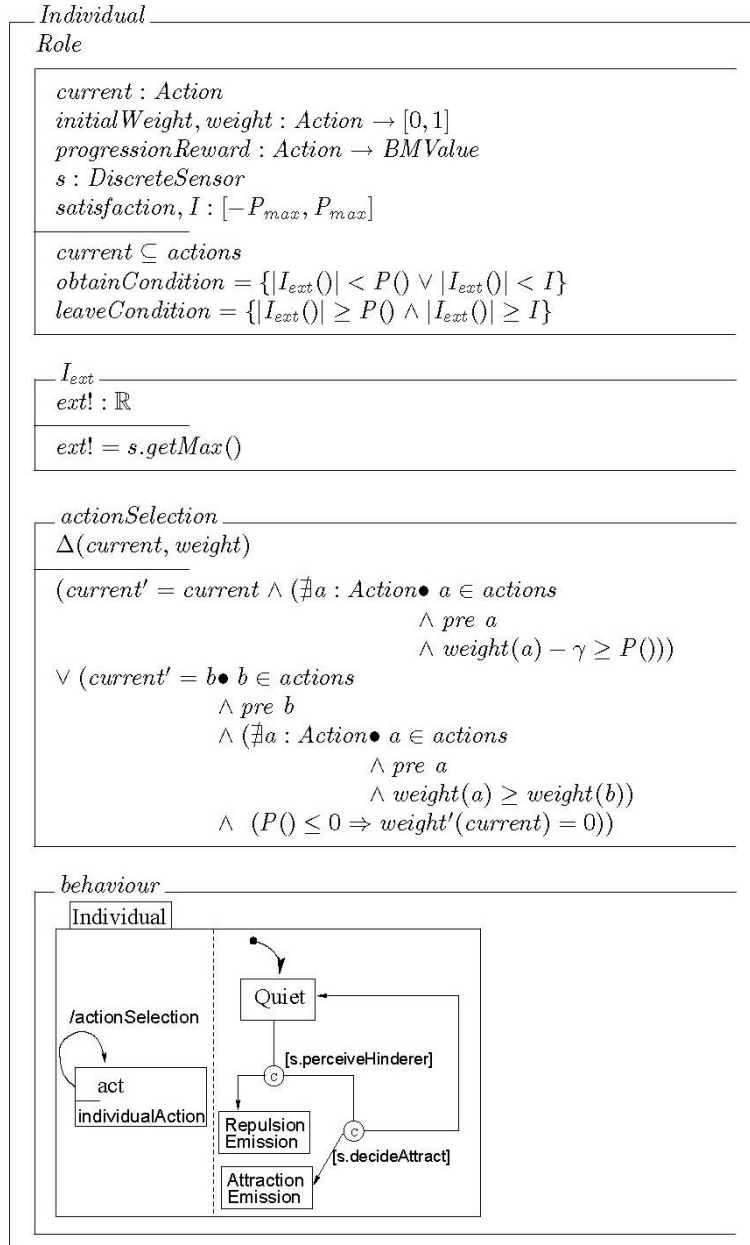 Individual
Role
current : Action
initialWeight, weight : Action → [0, 1]
progressionReward : Action → BMValue
s : DiscreteSensor
satisfaction, I : [−P_max, P_max]
current ⊆ actions
obtainCondition = {|I_ext()| < P() ∨ |I_ext()| < I}
leaveCondition = {|I_ext()| ≥ P() ∧ |I_ext()| ≥ I}
I_ext
ext! : ℝ
ext! = s.getMax()
actionSelection
Δ(current, weight)
(current′ = current ∧ (∄a : Action• a ∈ actions
∧ pre a
∧ weight(a) − γ ≥ P()))
∨ (current′ = b• b ∈ actions
∧ pre b
∧ (∄a : Action• a ∈ actions
∧ pre a
∧ weight(a) ≥ weight(b))
∧ (P() ≤ 0 ⇒ weight′(current) = 0))
behaviour
Individual
/actionSelection
act
individualAction
Quiet
[s.perceiveHinderer]
c
Repulsion
Emission
c
[s.decideAttract]
Attraction
Emission